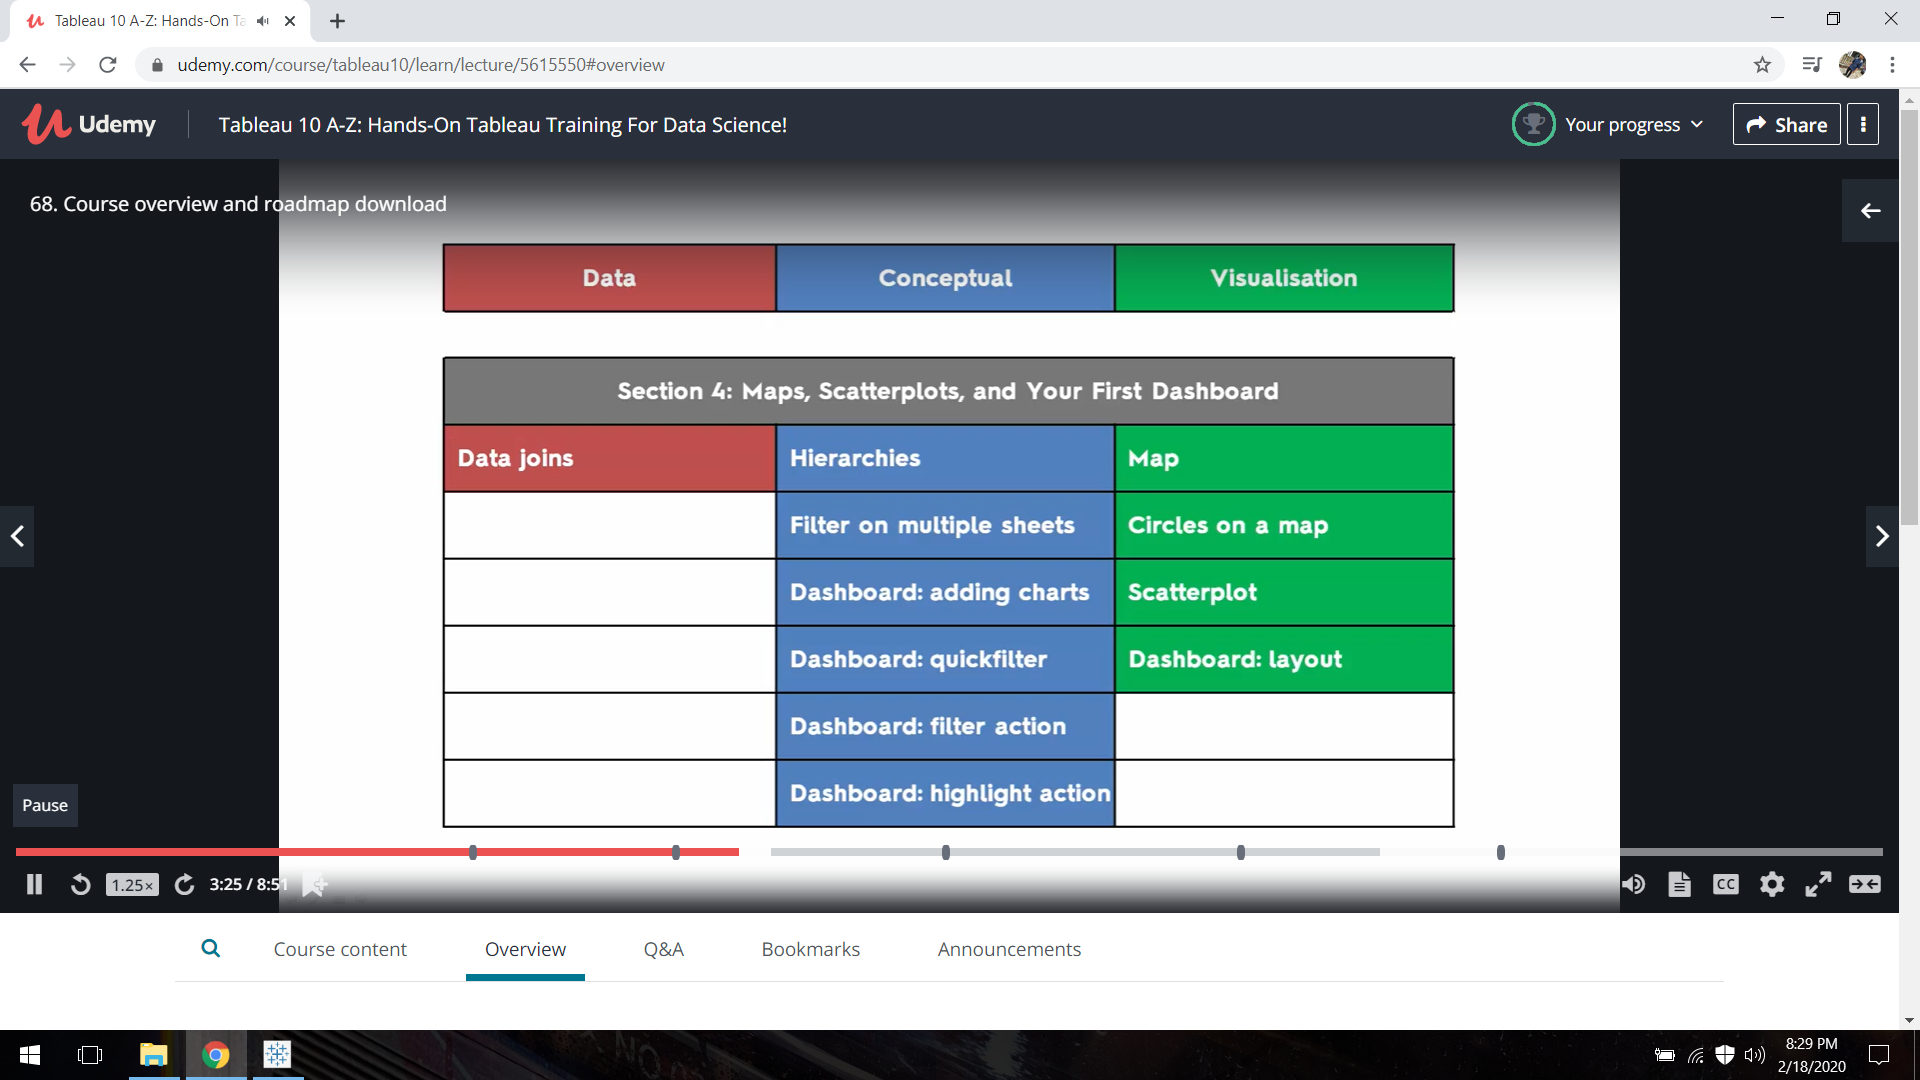 Tableau 10 A-Z: Hands-On Ta
udemy.com/course/tableau10/learn/lecture/5615550#overview
Udemy
Tableau 10 A-Z: Hands-On Tableau Training For Data Science!
Your progress
Share
68. Course overview and roadmap download
Data Conceptual Visualisation
Section 4: Maps, Scatterplots, and Your First Dashboard
Data joins Hierarchies Map
Filter on multiple sheets Circles on a map
Dashboard: adding charts Scatterplot
Dashboard: quickfilter Dashboard: layout
Dashboard: filter action
Dashboard: highlight action
Pause
1.25×
3:25 / 8:51
CC
Course content Overview Q&A Bookmarks Announcements
8:29 PM
2/18/2020